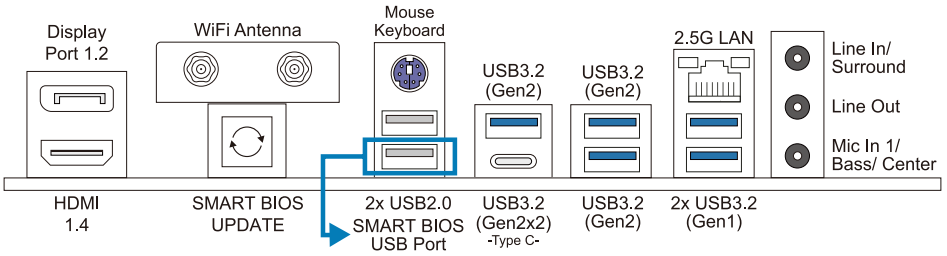 Display
Port 1.2
WiFi Antenna
Mouse
Keyboard
USB3.2
(Gen2)
USB3.2
(Gen2)
2.5G LAN
Line In/
Surround
Line Out
Mic In 1/
Bass/ Center
HDMI
1.4
SMART BIOS
UPDATE
2x USB2.0
SMART BIOS
USB Port
USB3.2
(Gen2x2)
-Type C-
USB3.2
(Gen2)
2x USB3.2
(Gen1)